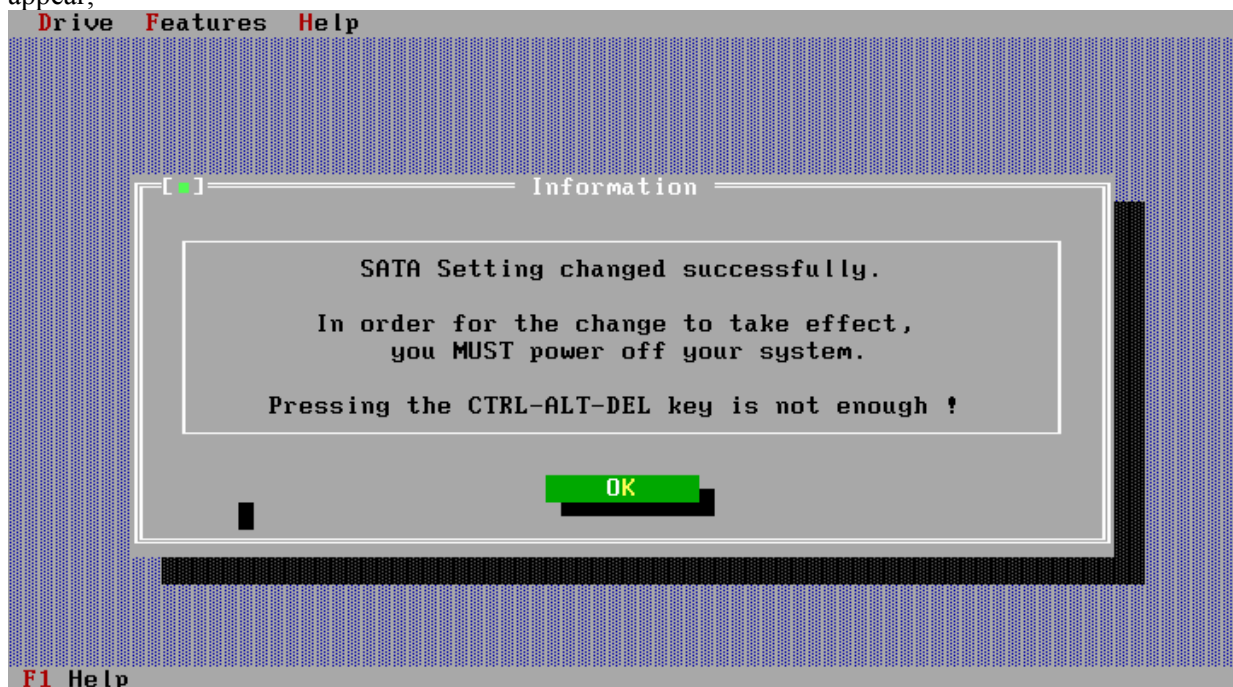 appear;
Drive Features Help
[■] Information
SATA Setting changed successfully.
In order for the change to take effect,
you MUST power off your system.
Pressing the CTRL-ALT-DEL key is not enough !
OK
F1 Help